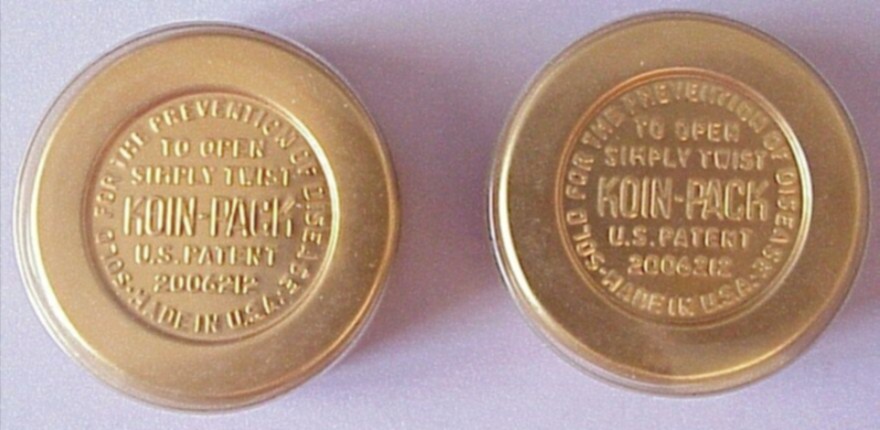 SOLD FOR THE PREVENTION OF DISEASE
TO OPEN
SIMPLY TWIST
KOIN-PACK
U.S. PATENT
2006212
MADE IN U.S.A.
SOLD FOR THE PREVENTION OF DISEASE
TO OPEN
SIMPLY TWIST
KOIN-PACK
U.S. PATENT
2006212
MADE IN U.S.A.